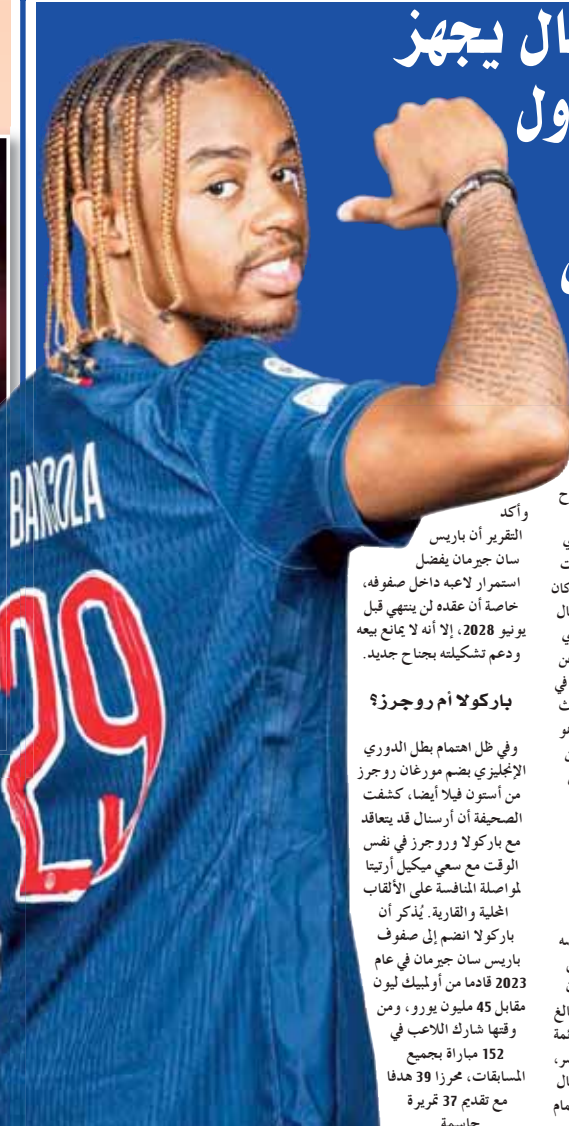 ال يجهز
ول
BARCOLA
29
وأكد
التقرير أن باريس
سان جيرمان يفضل
استمرار لاعبه داخل صفوفه،
خاصة أن عقده لن ينتهي قبل
يونيو 2028، إلا أنه لا يمانع بيعه
ودعم تشكيلته بجناح جديد.
باركولا أم روجرز؟
وفي ظل اهتمام بطل الدوري
الإنجليزي بضم مورغان روجرز
من أستون فيلا أيضا، كشفت
الصحيفة أن أرسنال قد يتعاقد
مع باركولا وروجرز في نفس
الوقت مع سعي ميكيل أرتيتا
لمواصلة المنافسة على الألقاب
المحلية والقارية. يُذكر أن
باركولا انضم إلى صفوف
باريس سان جيرمان في عام
2023 قادما من أولمبيك ليون
مقابل 45 مليون يورو، ومن
وقتها شارك اللاعب في
152 مباراة بجميع
المسابقات، محرزا 39 هدفا
مع تقديم 37 تمريرة
حاسمة